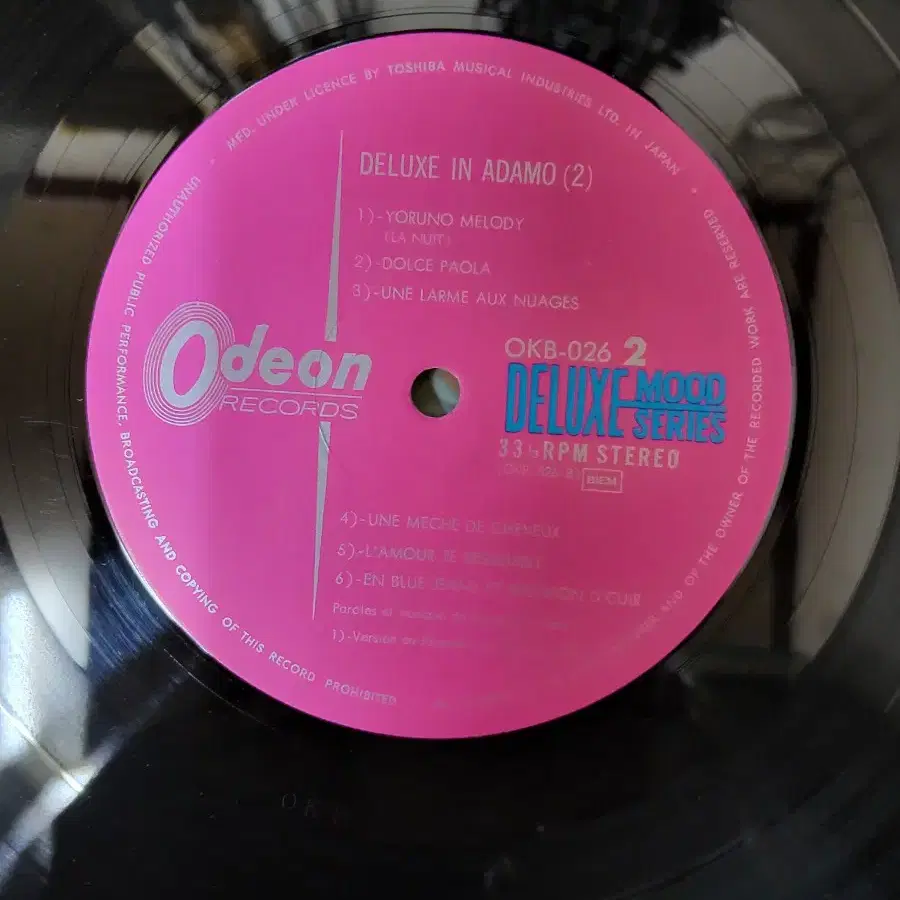 MFD. UNDER LICENCE BY TOSHIBA MUSICAL INDUSTRIES LTD. IN JAPAN
DELUXE IN ADAMO (2)
1)-YORUNO MELODY
(LA NUIT)
2)-DOLCE PAOLA
3)-UNE LARME AUX NUAGES
Odeon
RECORDS
OKB-026 2
DELUXE MOOD SERIES
33⅓RPM STEREO
BIEM
4)-UNE MECHE DE CHEVEUX
5)-L'AMOUR TE
6)-EN BLUE JEANS ET BLOUSON D'CUIR
Paroles et musique de
1)-Version
UNAUTHORIZED PUBLIC PERFORMANCE, BROADCASTING AND COPYING OF THIS RECORD PROHIBITED
AND OF THE OWNER OF THE RECORDED WORK ARE RESERVED